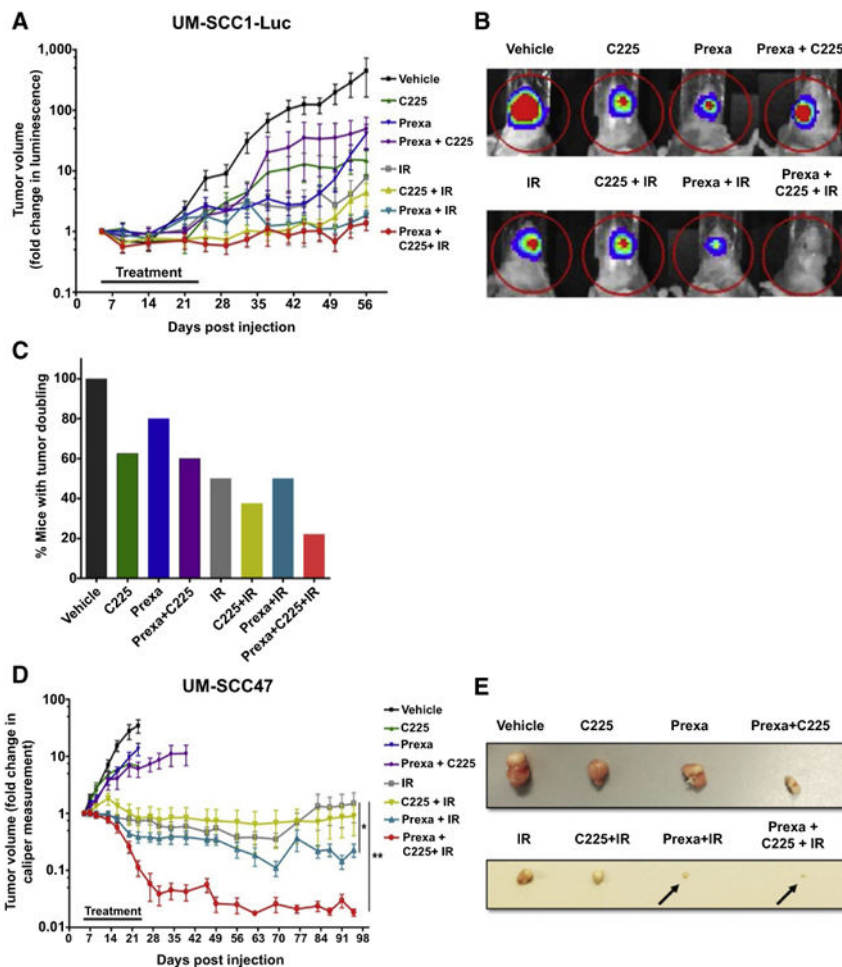 A
UM-SCC1-Luc
Tumor volume
(fold change in luminescence)
1,000
100
10
1
0.1
Treatment
0 7 14 21 28 35 42 49 56
Days post injection
Vehicle
C225
Prexa
Prexa + C225
IR
C225 + IR
Prexa + IR
Prexa +
C225+ IR
B
Vehicle C225 Prexa Prexa + C225
IR C225 + IR Prexa + IR Prexa +
C225 + IR
C
% Mice with tumor doubling
100
80
60
40
20
0
Vehicle
C225
Prexa
Prexa+C225
IR
C225+IR
Prexa+IR
Prexa+C225+IR
D
UM-SCC47
Tumor volume (fold change in
caliper measurement)
100
10
1
0.1
0.01
Treatment
0 7 14 21 28 35 42 49 56 63 70 77 84 91 98
Days post injection
Vehicle
C225
Prexa
Prexa + C225
IR
C225 + IR
Prexa + IR
Prexa +
C225+ IR
*
**
E
Vehicle C225 Prexa Prexa+C225
IR C225+IR Prexa+IR Prexa +
C225 + IR